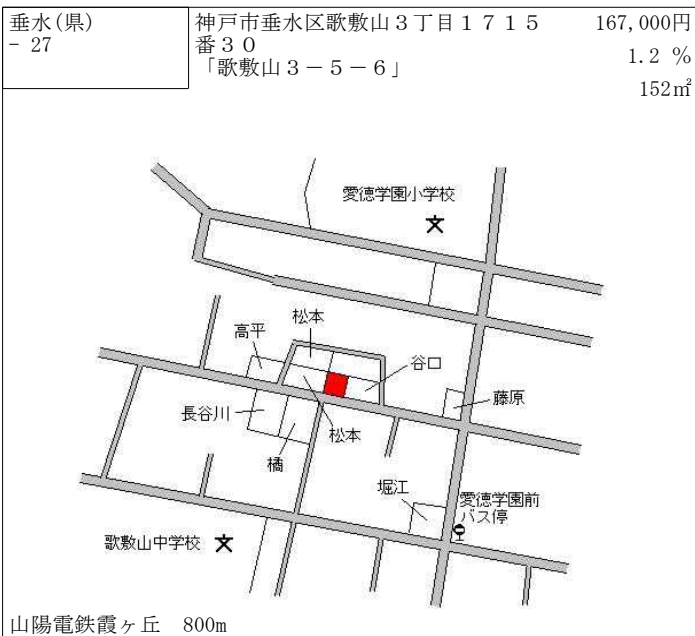 垂水(県)
- 27
神戸市垂水区歌敷山３丁目１７１５
番３０
「歌敷山３－５－６」
167,000円
1.2 %
152㎡
愛徳学園小学校
松本
高平
谷口
藤原
長谷川
松本
橘
堀江
愛徳学園前
バス停
歌敷山中学校
山陽電鉄霞ヶ丘　800m